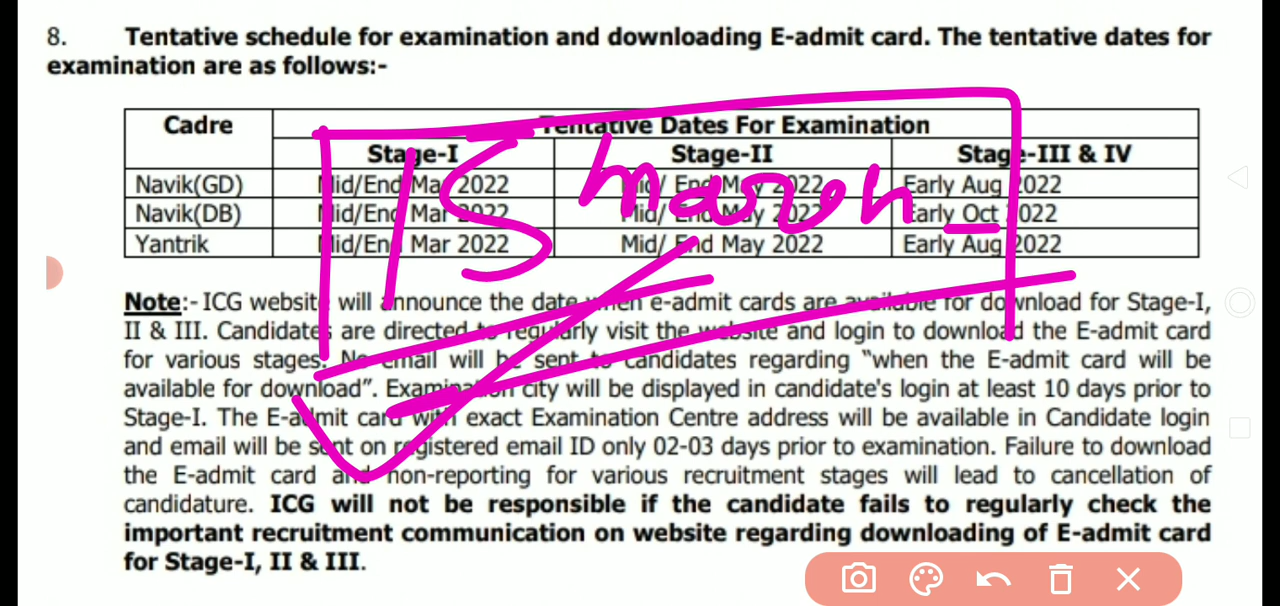 8. Tentative schedule for examination and downloading E-admit card. The tentative dates for
examination are as follows:-
Cadre Tentative Dates For Examination
Stage-I Stage-II Stage-III & IV
Navik(GD) Mid/End Mar 2022 Mid/ End May 2022 Early Aug 2022
Navik(DB) Mid/End Mar 2022 Mid/ End May 2022 Early Oct 2022
Yantrik Mid/End Mar 2022 Mid/ End May 2022 Early Aug 2022
15
Note:- ICG website will announce the date when e-admit cards are available for download for Stage-I,
II & III. Candidates are directed to regularly visit the website and login to download the E-admit card
for various stages. No email will be sent to candidates regarding “when the E-admit card will be
available for download”. Examination city will be displayed in candidate's login at least 10 days prior to
Stage-I. The E-admit card with exact Examination Centre address will be available in Candidate login
and email will be sent on registered email ID only 02-03 days prior to examination. Failure to download
the E-admit card and non-reporting for various recruitment stages will lead to cancellation of
candidature. ICG will not be responsible if the candidate fails to regularly check the
important recruitment communication on website regarding downloading of E-admit card
for Stage-I, II & III.